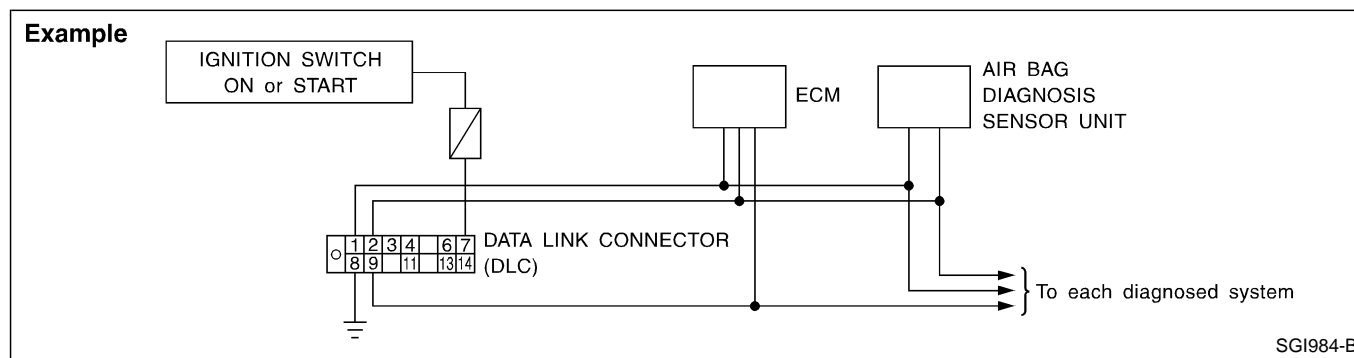 Example
IGNITION SWITCH
ON or START
ECM
AIR BAG
DIAGNOSIS
SENSOR UNIT
1 2 3 4 6 7
8 9 11 13 14
DATA LINK CONNECTOR
(DLC)
To each diagnosed system
SGI984-B